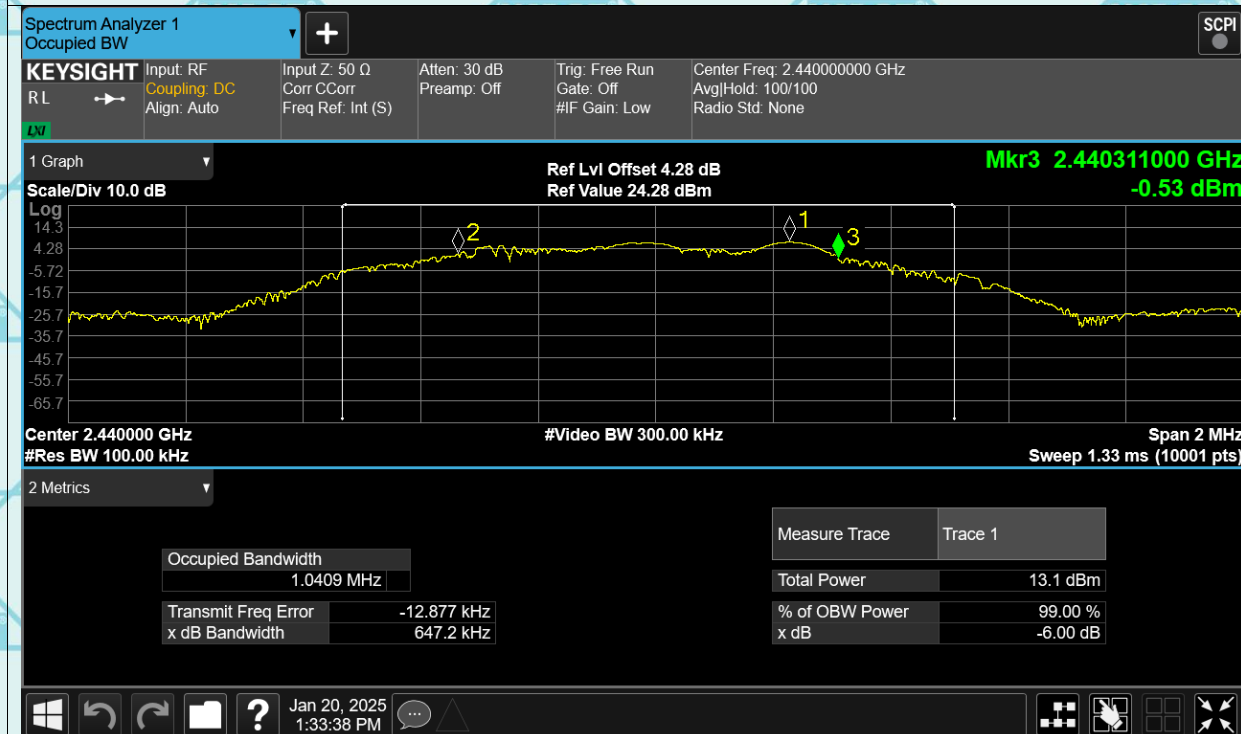 Spectrum Analyzer 1
Occupied BW
+
SCPI
KEYSIGHT
RL
LXI
Input: RF
Coupling: DC
Align: Auto
Input Z: 50 Ω
Corr CCorr
Freq Ref: Int (S)
Atten: 30 dB
Preamp: Off
Trig: Free Run
Gate: Off
#IF Gain: Low
Center Freq: 2.440000000 GHz
Avg|Hold: 100/100
Radio Std: None
1 Graph
Scale/Div 10.0 dB
Ref Lvl Offset 4.28 dB
Ref Value 24.28 dBm
Mkr3 2.440311000 GHz
-0.53 dBm
Log
14.3
4.28
-5.72
-15.7
-25.7
-35.7
-45.7
-55.7
-65.7
2
1
3
Center 2.440000 GHz
#Video BW 300.00 kHz
Span 2 MHz
#Res BW 100.00 kHz
Sweep 1.33 ms (10001 pts)
2 Metrics
Occupied Bandwidth
1.0409 MHz
Transmit Freq Error -12.877 kHz
x dB Bandwidth 647.2 kHz
Measure Trace Trace 1
Total Power 13.1 dBm
% of OBW Power 99.00 %
x dB -6.00 dB
?
Jan 20, 2025
1:33:38 PM